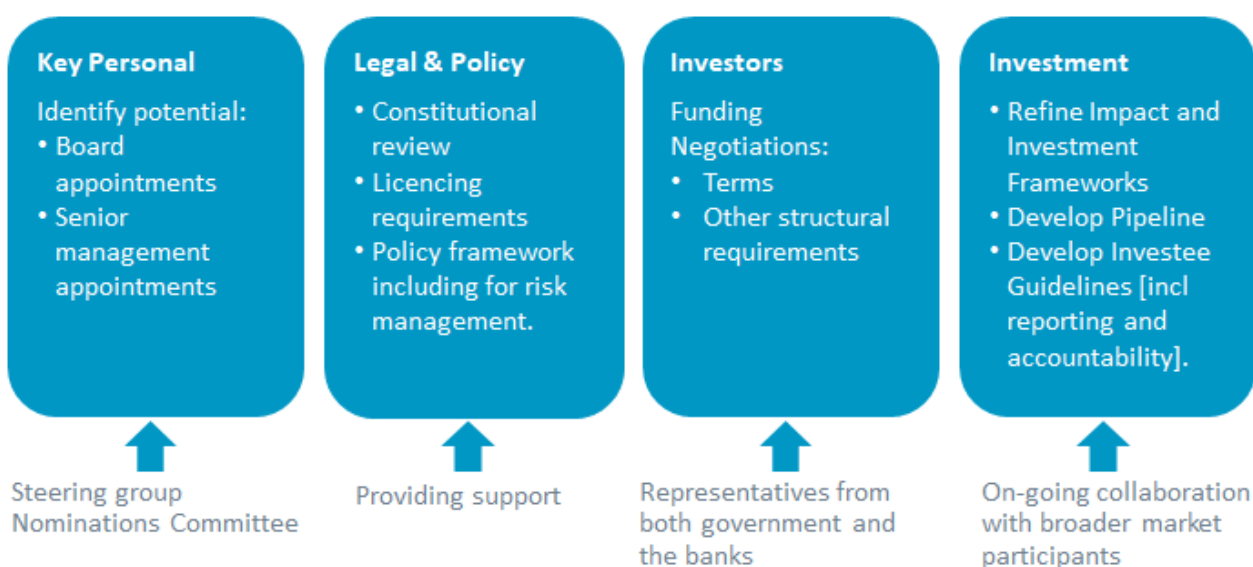 Key Personal
Identify potential:
• Board
appointments
• Senior
management
appointments
Legal & Policy
• Constitutional
review
• Licencing
requirements
• Policy framework
including for risk
management.
Investors
Funding
Negotiations:
• Terms
• Other structural
requirements
Investment
• Refine Impact and
Investment
Frameworks
• Develop Pipeline
• Develop Investee
Guidelines [incl
reporting and
accountability].
Steering group
Nominations Committee
Providing support
Representatives from
both government and
the banks
On-going collaboration
with broader market
participants